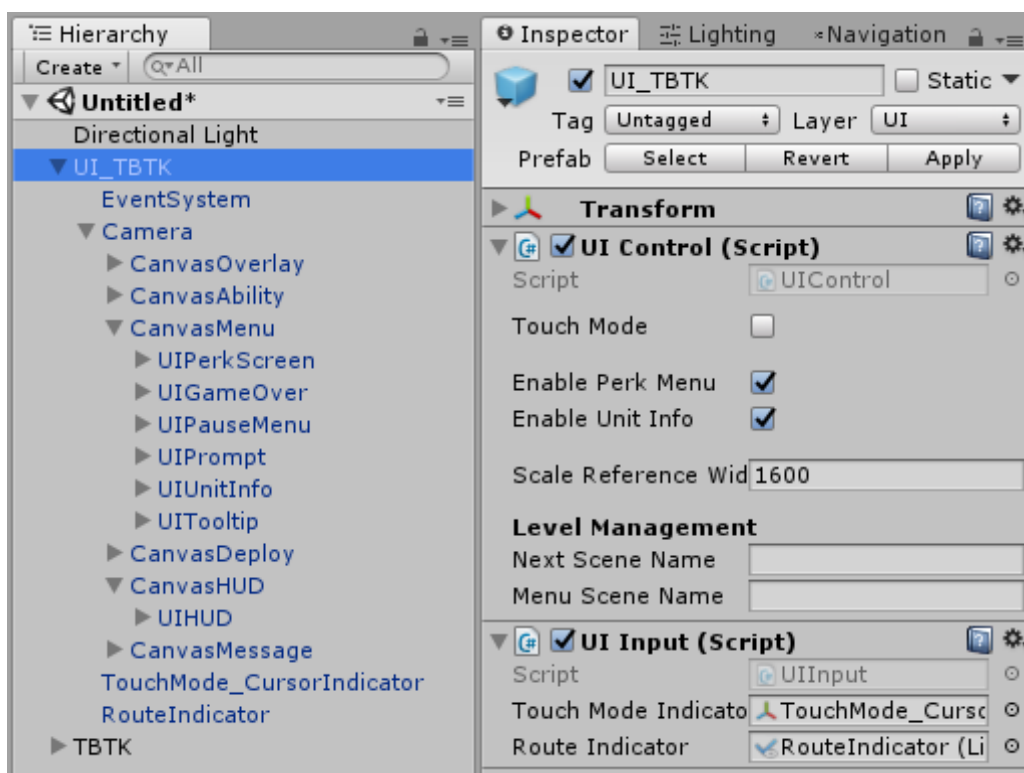 Hierarchy
Create
All
Untitled*
Directional Light
UI_TBTK
EventSystem
Camera
CanvasOverlay
CanvasAbility
CanvasMenu
UIPerkScreen
UIGameOver
UIPauseMenu
UIPrompt
UIUnitInfo
UITooltip
CanvasDeploy
CanvasHUD
UIHUD
CanvasMessage
TouchMode_CursorIndicator
RouteIndicator
TBTK
Inspector Lighting Navigation
UI_TBTK Static
Tag Untagged Layer UI
Prefab Select Revert Apply
Transform
UI Control (Script)
Script UIControl
Touch Mode
Enable Perk Menu
Enable Unit Info
Scale Reference Wid 1600
Level Management
Next Scene Name
Menu Scene Name
UI Input (Script)
Script UIInput
Touch Mode Indicato TouchMode_Curso
Route Indicator RouteIndicator (Li